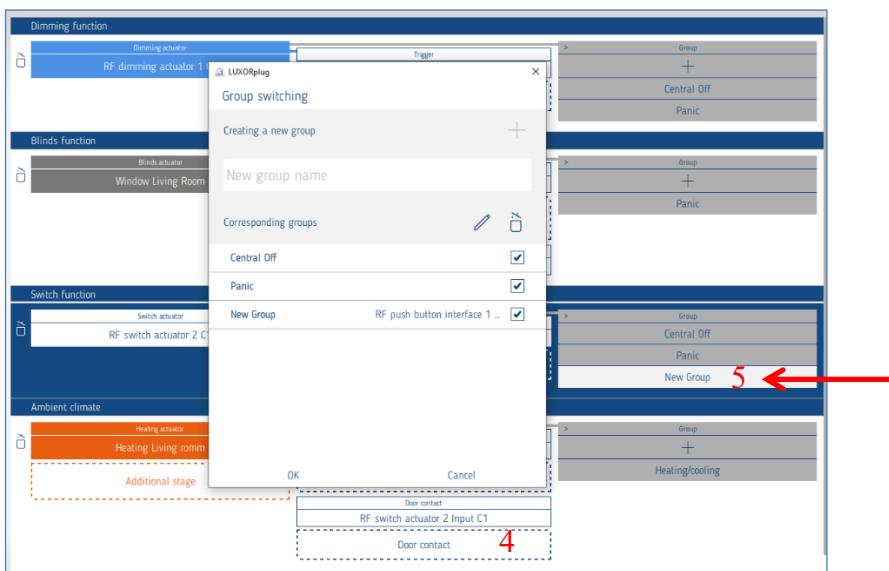 Dimming function
Dimming actuator
RF dimming actuator 1
Trigger
> Group
+
Central Off
Panic
LUXORplug
Group switching
Creating a new group
New group name
Corresponding groups
Central Off
Panic
New Group RF push button interface 1 ...
OK Cancel
Blinds function
Blinds actuator
Window Living Room
> Group
+
Panic
Switch function
Switch actuator
RF switch actuator 2 C
> Group
Central Off
Panic
New Group 5
Ambient climate
Heating actuator
Heating Living romm
Additional stage
> Group
+
Heating/cooling
Door contact
RF switch actuator 2 Input C1
Door contact 4